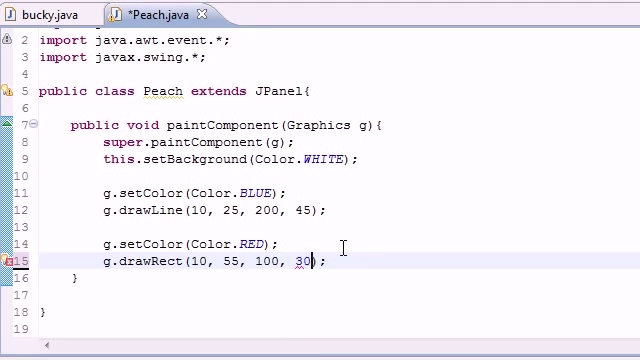 bucky.java
*Peach.java
2 import java.awt.event.*;
3 import javax.swing.*;
4
5 public class Peach extends JPanel{
6
7 public void paintComponent(Graphics g){
8 super.paintComponent(g);
9 this.setBackground(Color.WHITE);
10
11 g.setColor(Color.BLUE);
12 g.drawLine(10, 25, 200, 45);
13
14 g.setColor(Color.RED);
15 g.drawRect(10, 55, 100, 30);
16 }
17
18 }
19